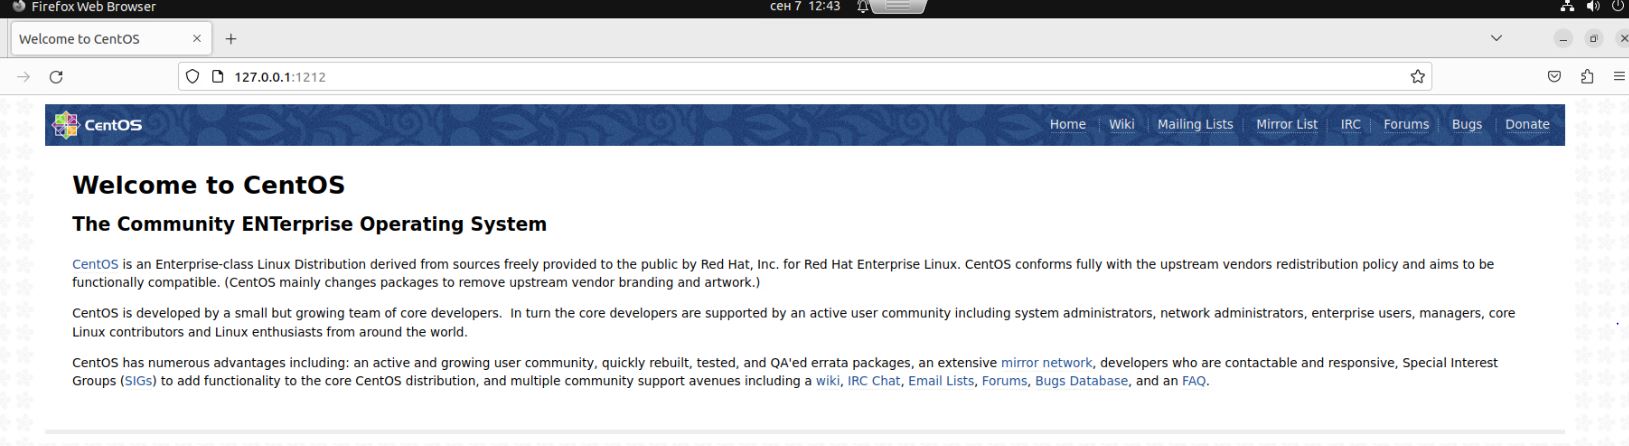 Firefox Web Browser
сен 7 12:43
Welcome to CentOS
127.0.0.1:1212
CentOS
Home Wiki Mailing Lists Mirror List IRC Forums Bugs Donate
Welcome to CentOS
The Community ENTerprise Operating System
CentOS is an Enterprise-class Linux Distribution derived from sources freely provided to the public by Red Hat, Inc. for Red Hat Enterprise Linux. CentOS conforms fully with the upstream vendors redistribution policy and aims to be
functionally compatible. (CentOS mainly changes packages to remove upstream vendor branding and artwork.)
CentOS is developed by a small but growing team of core developers.  In turn the core developers are supported by an active user community including system administrators, network administrators, enterprise users, managers, core
Linux contributors and Linux enthusiasts from around the world.
CentOS has numerous advantages including: an active and growing user community, quickly rebuilt, tested, and QA'ed errata packages, an extensive mirror network, developers who are contactable and responsive, Special Interest
Groups (SIGs) to add functionality to the core CentOS distribution, and multiple community support avenues including a wiki, IRC Chat, Email Lists, Forums, Bugs Database, and an FAQ.